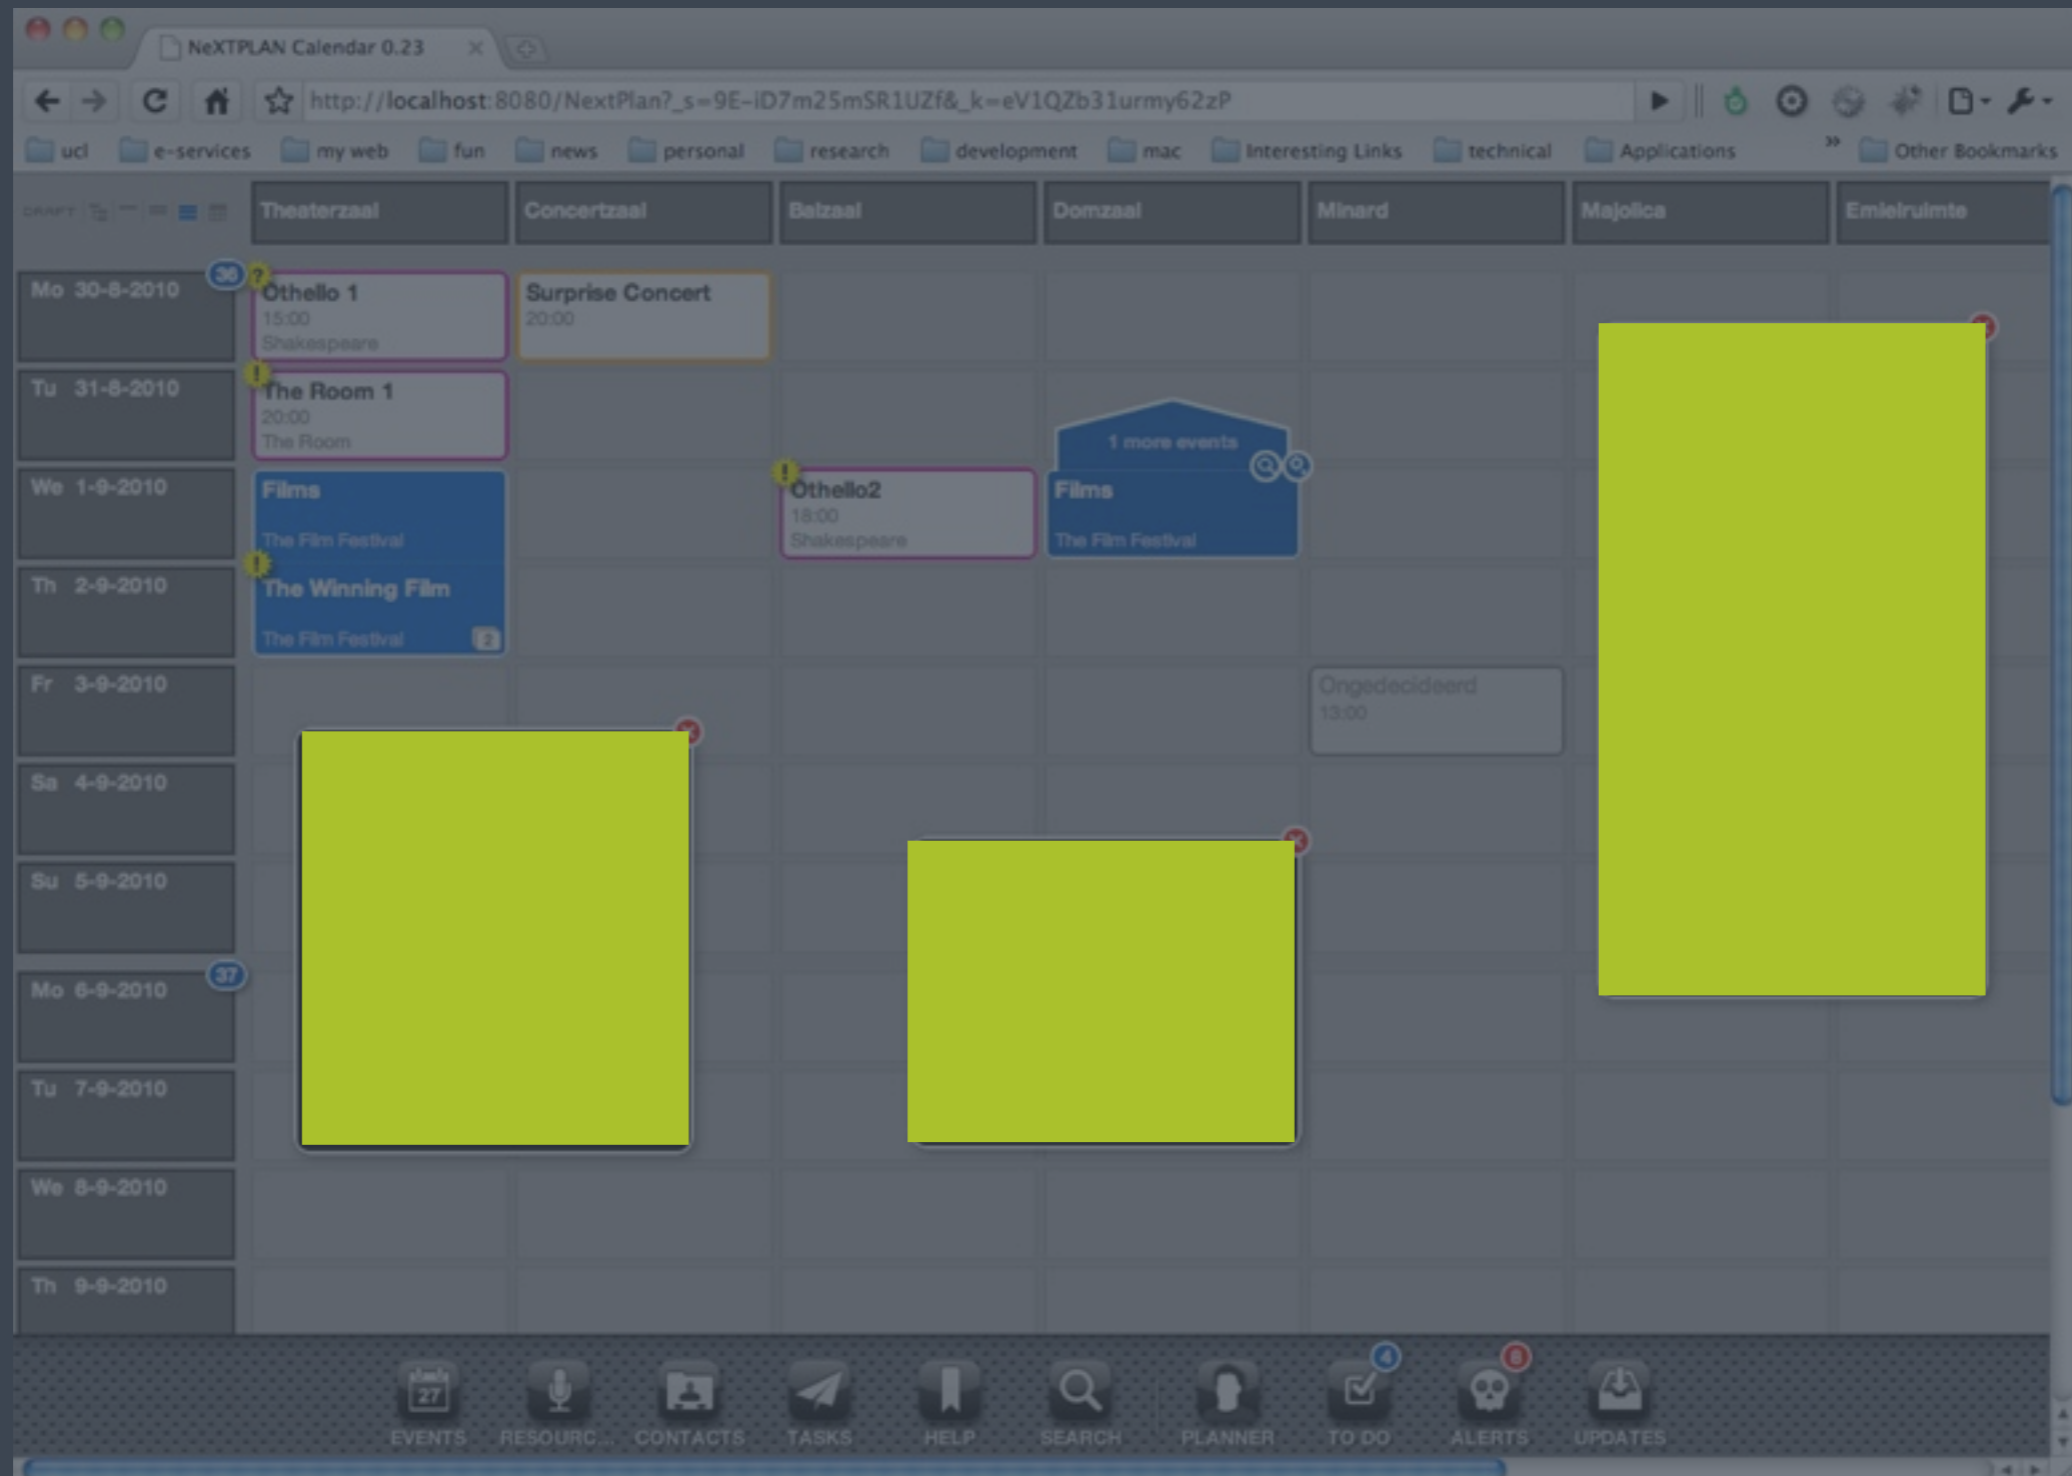 NeXTPLAN Calendar 0.23
http://localhost:8080/NextPlan?_s=9E-iD7m25mSR1UZf&_k=eV1QZb31urmy62zP
ucl e-services my web fun news personal research development mac Interesting Links technical Applications » Other Bookmarks
DRAFT Theaterzaal Concertzaal Balzaal Domzaal Minard Majolica Emielruimte
Mo 30-8-2010 36 ? Othello 1 Surprise Concert
15:00 20:00
Shakespeare
Tu 31-8-2010 ! The Room 1
20:00
The Room 1 more events
We 1-9-2010 Films ! Othello2 Films
18:00
The Film Festival Shakespeare The Film Festival
Th 2-9-2010 ! The Winning Film
The Film Festival 2
Fr 3-9-2010 Ongedecideerd
13:00
Sa 4-9-2010
Su 5-9-2010
Mo 6-9-2010 37
Tu 7-9-2010
We 8-9-2010
Th 9-9-2010
27 4 8
EVENTS RESOURC... CONTACTS TASKS HELP SEARCH PLANNER TO DO ALERTS UPDATES